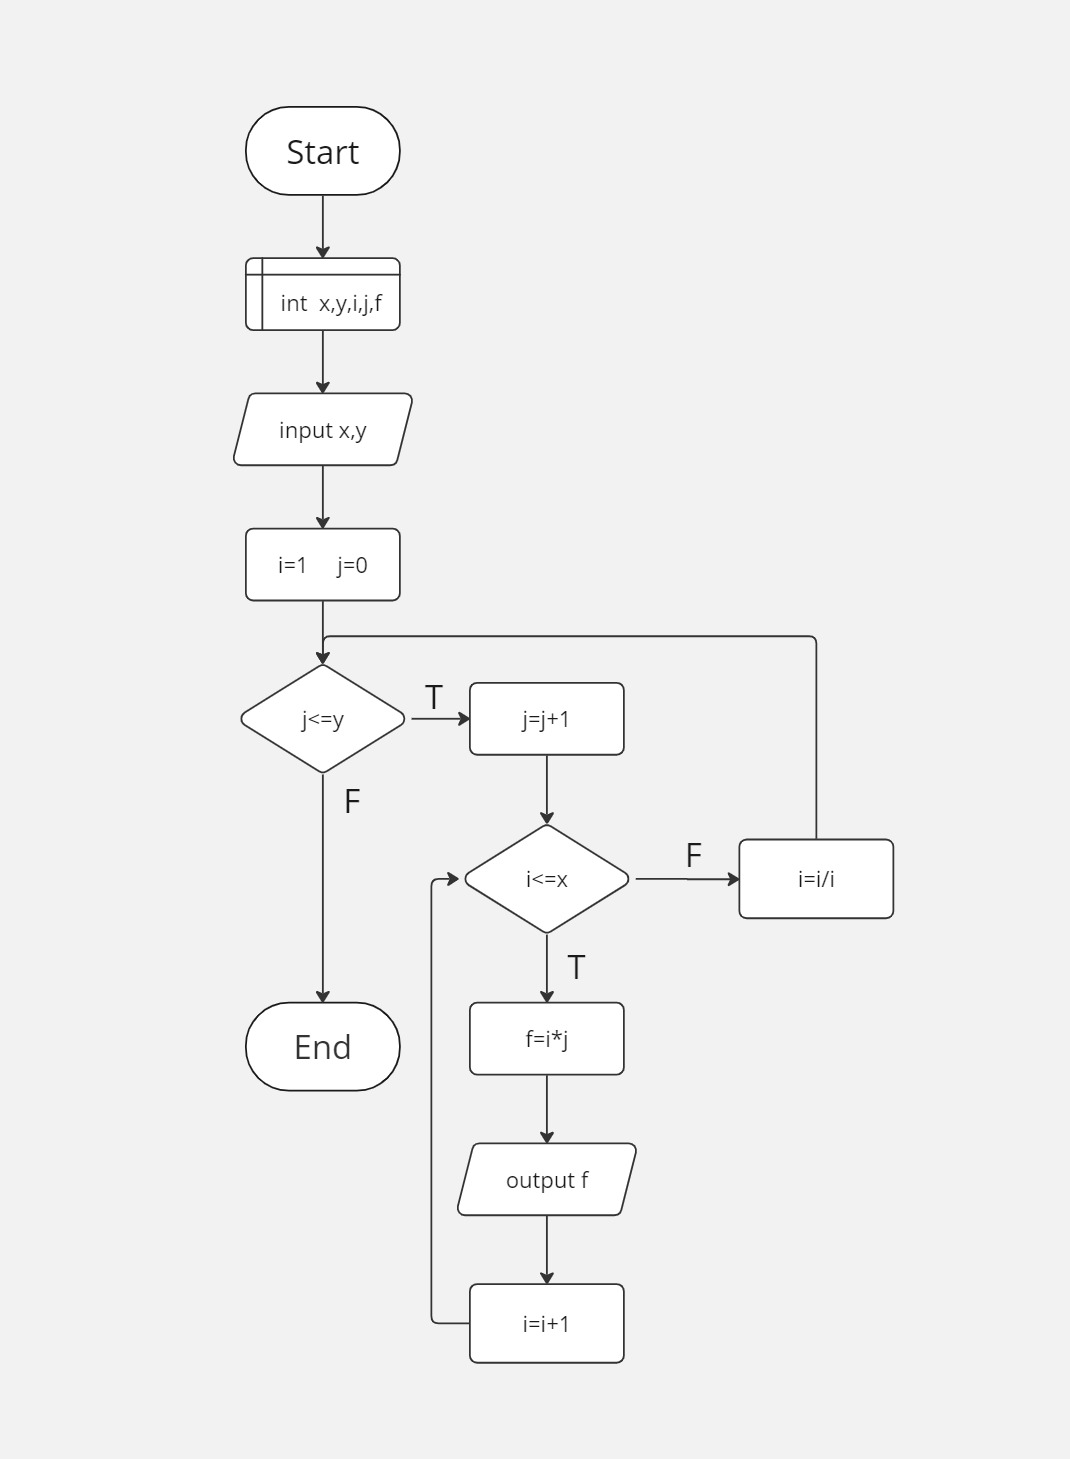 Start
int x,y,i,j,f
input x,y
i=1 j=0
j<=y
T
j=j+1
F
i<=x
F
i=i/i
T
f=i*j
End
output f
i=i+1